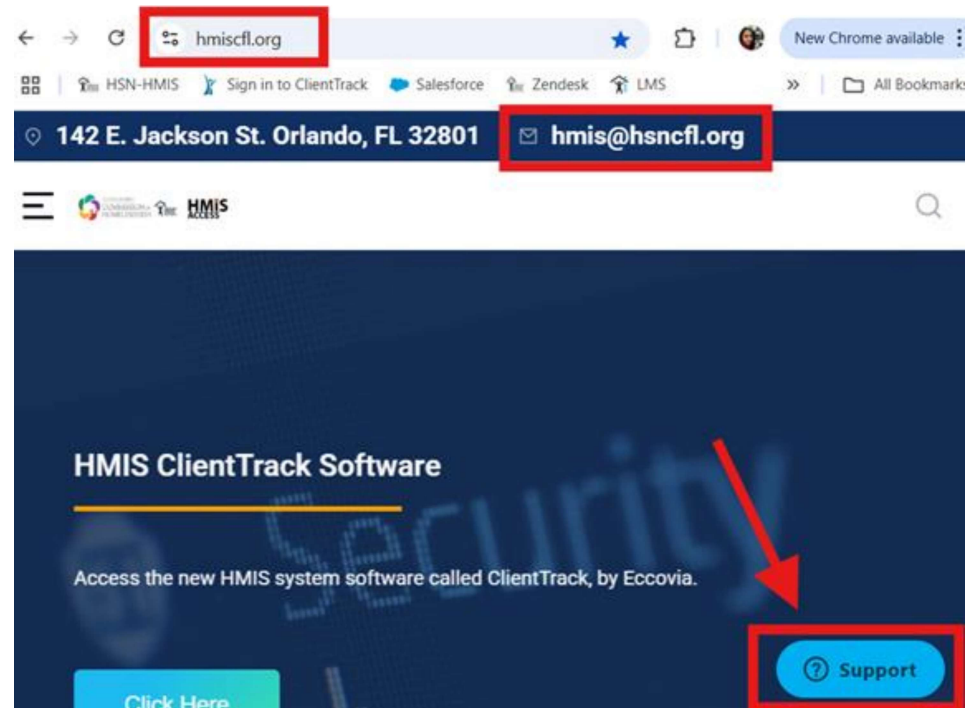 hmiscfl.org
New Chrome available
HSN-HMIS Sign in to ClientTrack Salesforce Zendesk LMS » All Bookmarks
142 E. Jackson St. Orlando, FL 32801 hmis@hsncfl.org
HMIS
ACCESS
Security
HMIS ClientTrack Software
Access the new HMIS system software called ClientTrack, by Eccovia.
? Support
Click Here